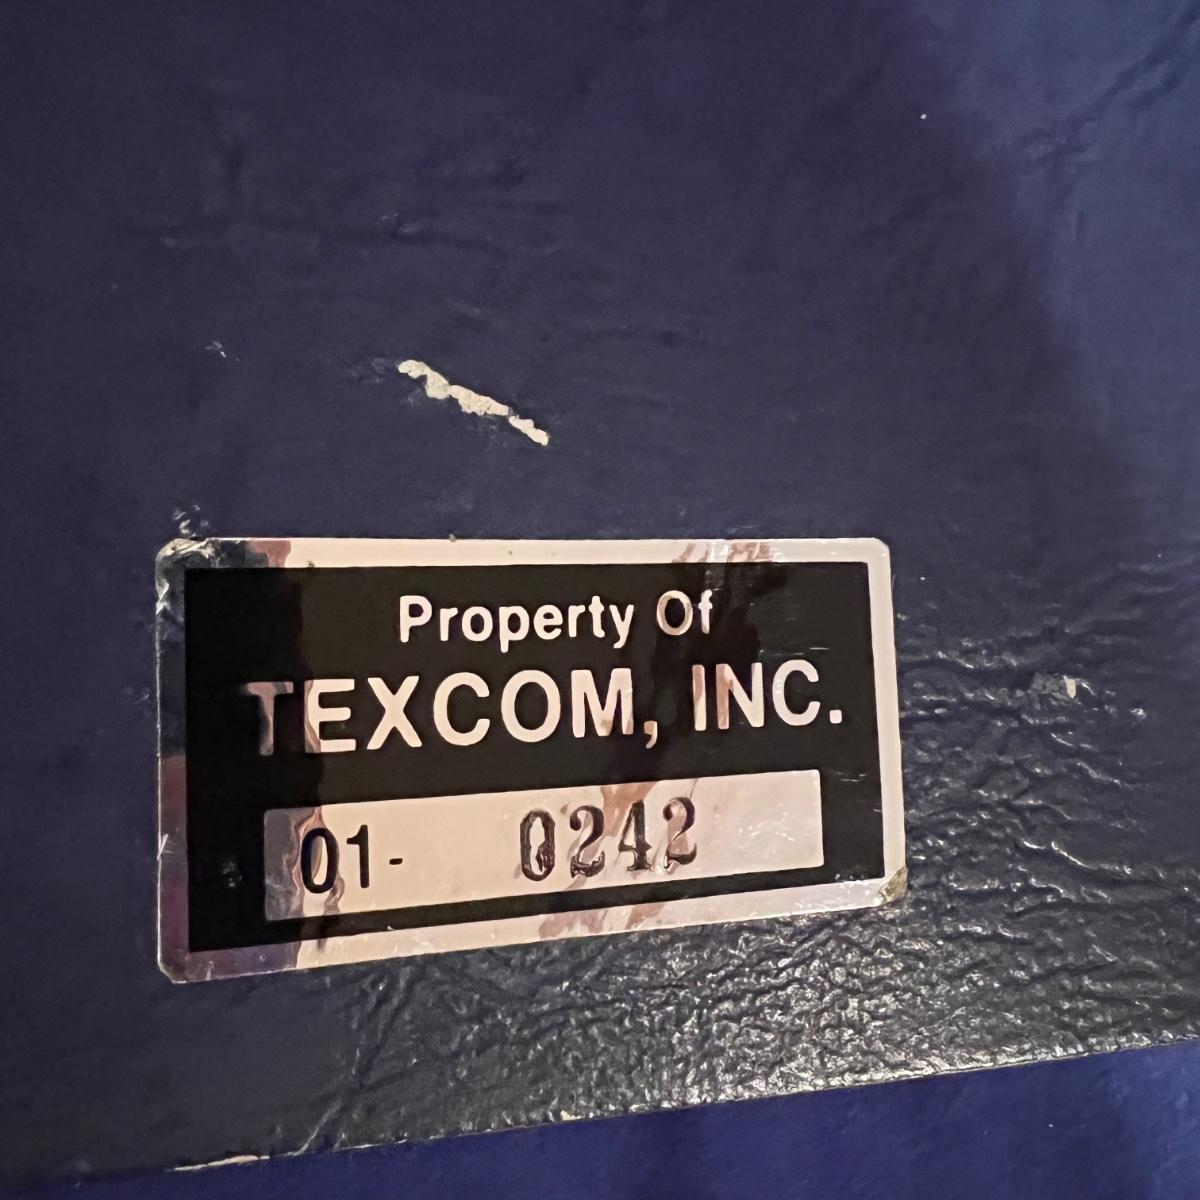 Property Of
TEXCOM, INC.
01- 0242